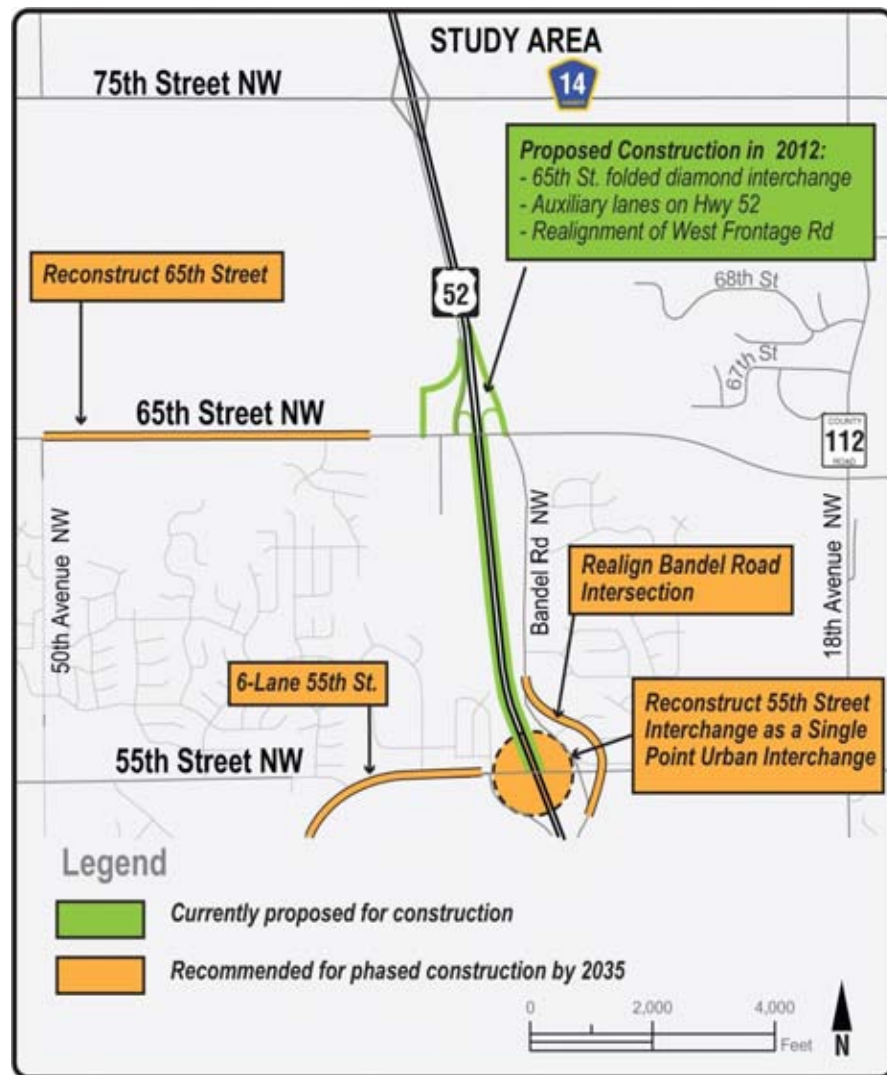 STUDY AREA
75th Street NW
14
COUNTY
Proposed Construction in 2012:
- 65th St. folded diamond interchange
- Auxiliary lanes on Hwy 52
- Realignment of West Frontage Rd
Reconstruct 65th Street
52
68th St
67th St
65th Street NW
COUNTY
112
ROAD
50th Avenue NW
Bandel Rd NW
18th Avenue NW
Realign Bandel Road
Intersection
6-Lane 55th St.
Reconstruct 55th Street
Interchange as a Single
Point Urban Interchange
55th Street NW
Legend
Currently proposed for construction
Recommended for phased construction by 2035
0 2,000 4,000
Feet
N